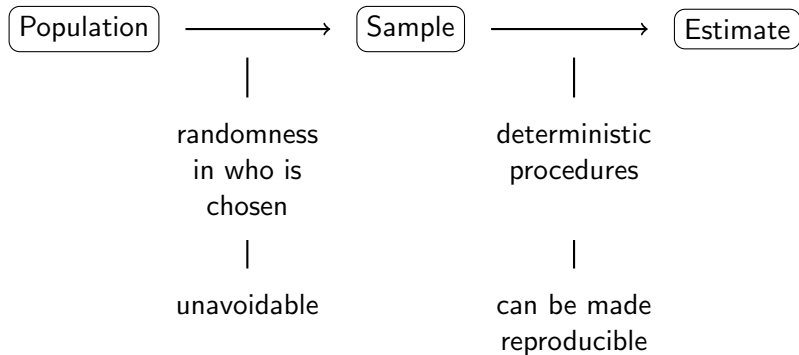 Population
Sample
Estimate
randomness
in who is
chosen
deterministic
procedures
unavoidable
can be made
reproducible